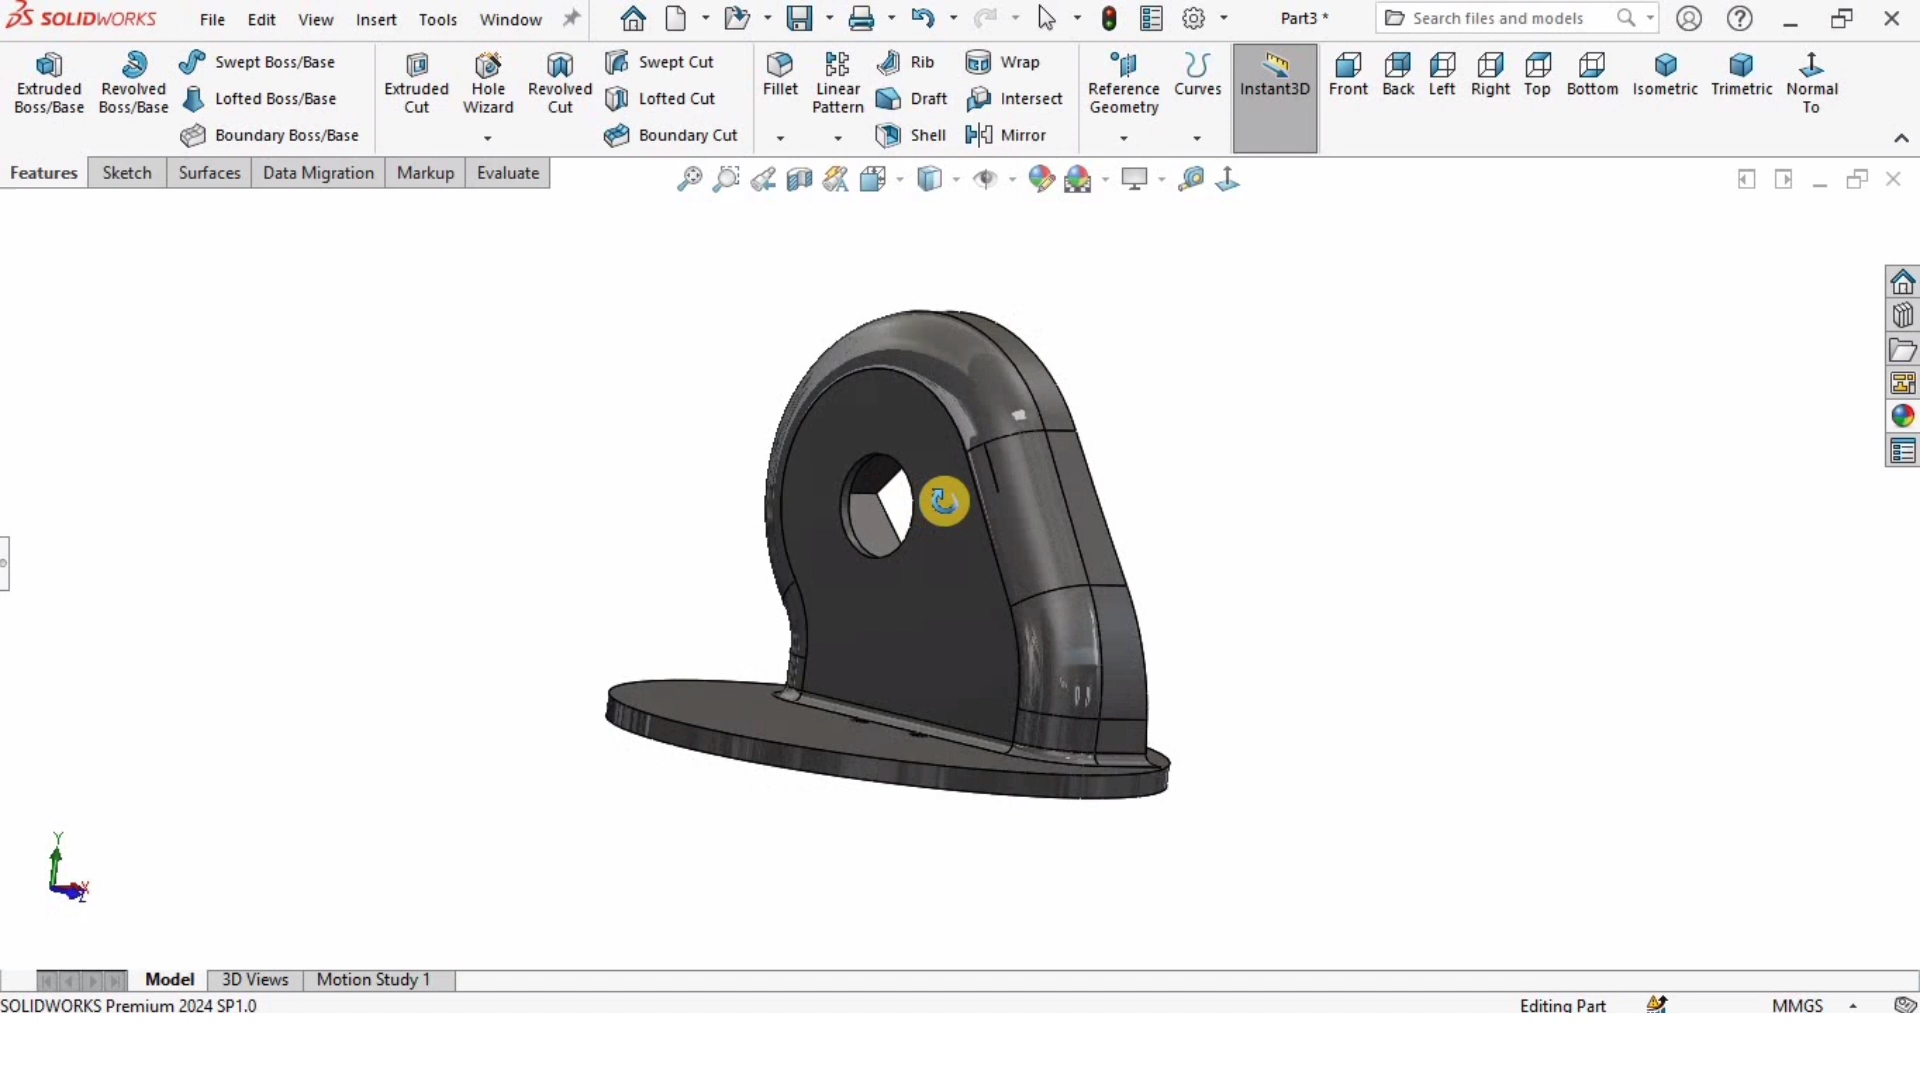 SOLIDWORKS File Edit View Insert Tools Window Part3 * Search files and models
Extruded Boss/Base
Revolved Boss/Base
Swept Boss/Base
Lofted Boss/Base
Boundary Boss/Base
Extruded Cut
Hole Wizard
Revolved Cut
Swept Cut
Lofted Cut
Boundary Cut
Fillet
Linear Pattern
Rib
Draft
Shell
Wrap
Intersect
Mirror
Reference Geometry
Curves
Instant3D
Front
Back
Left
Right
Top
Bottom
Isometric
Trimetric
Normal To
Features Sketch Surfaces Data Migration Markup Evaluate
Y
X
Z
Model 3D Views Motion Study 1
SOLIDWORKS Premium 2024 SP1.0 Editing Part MMGS